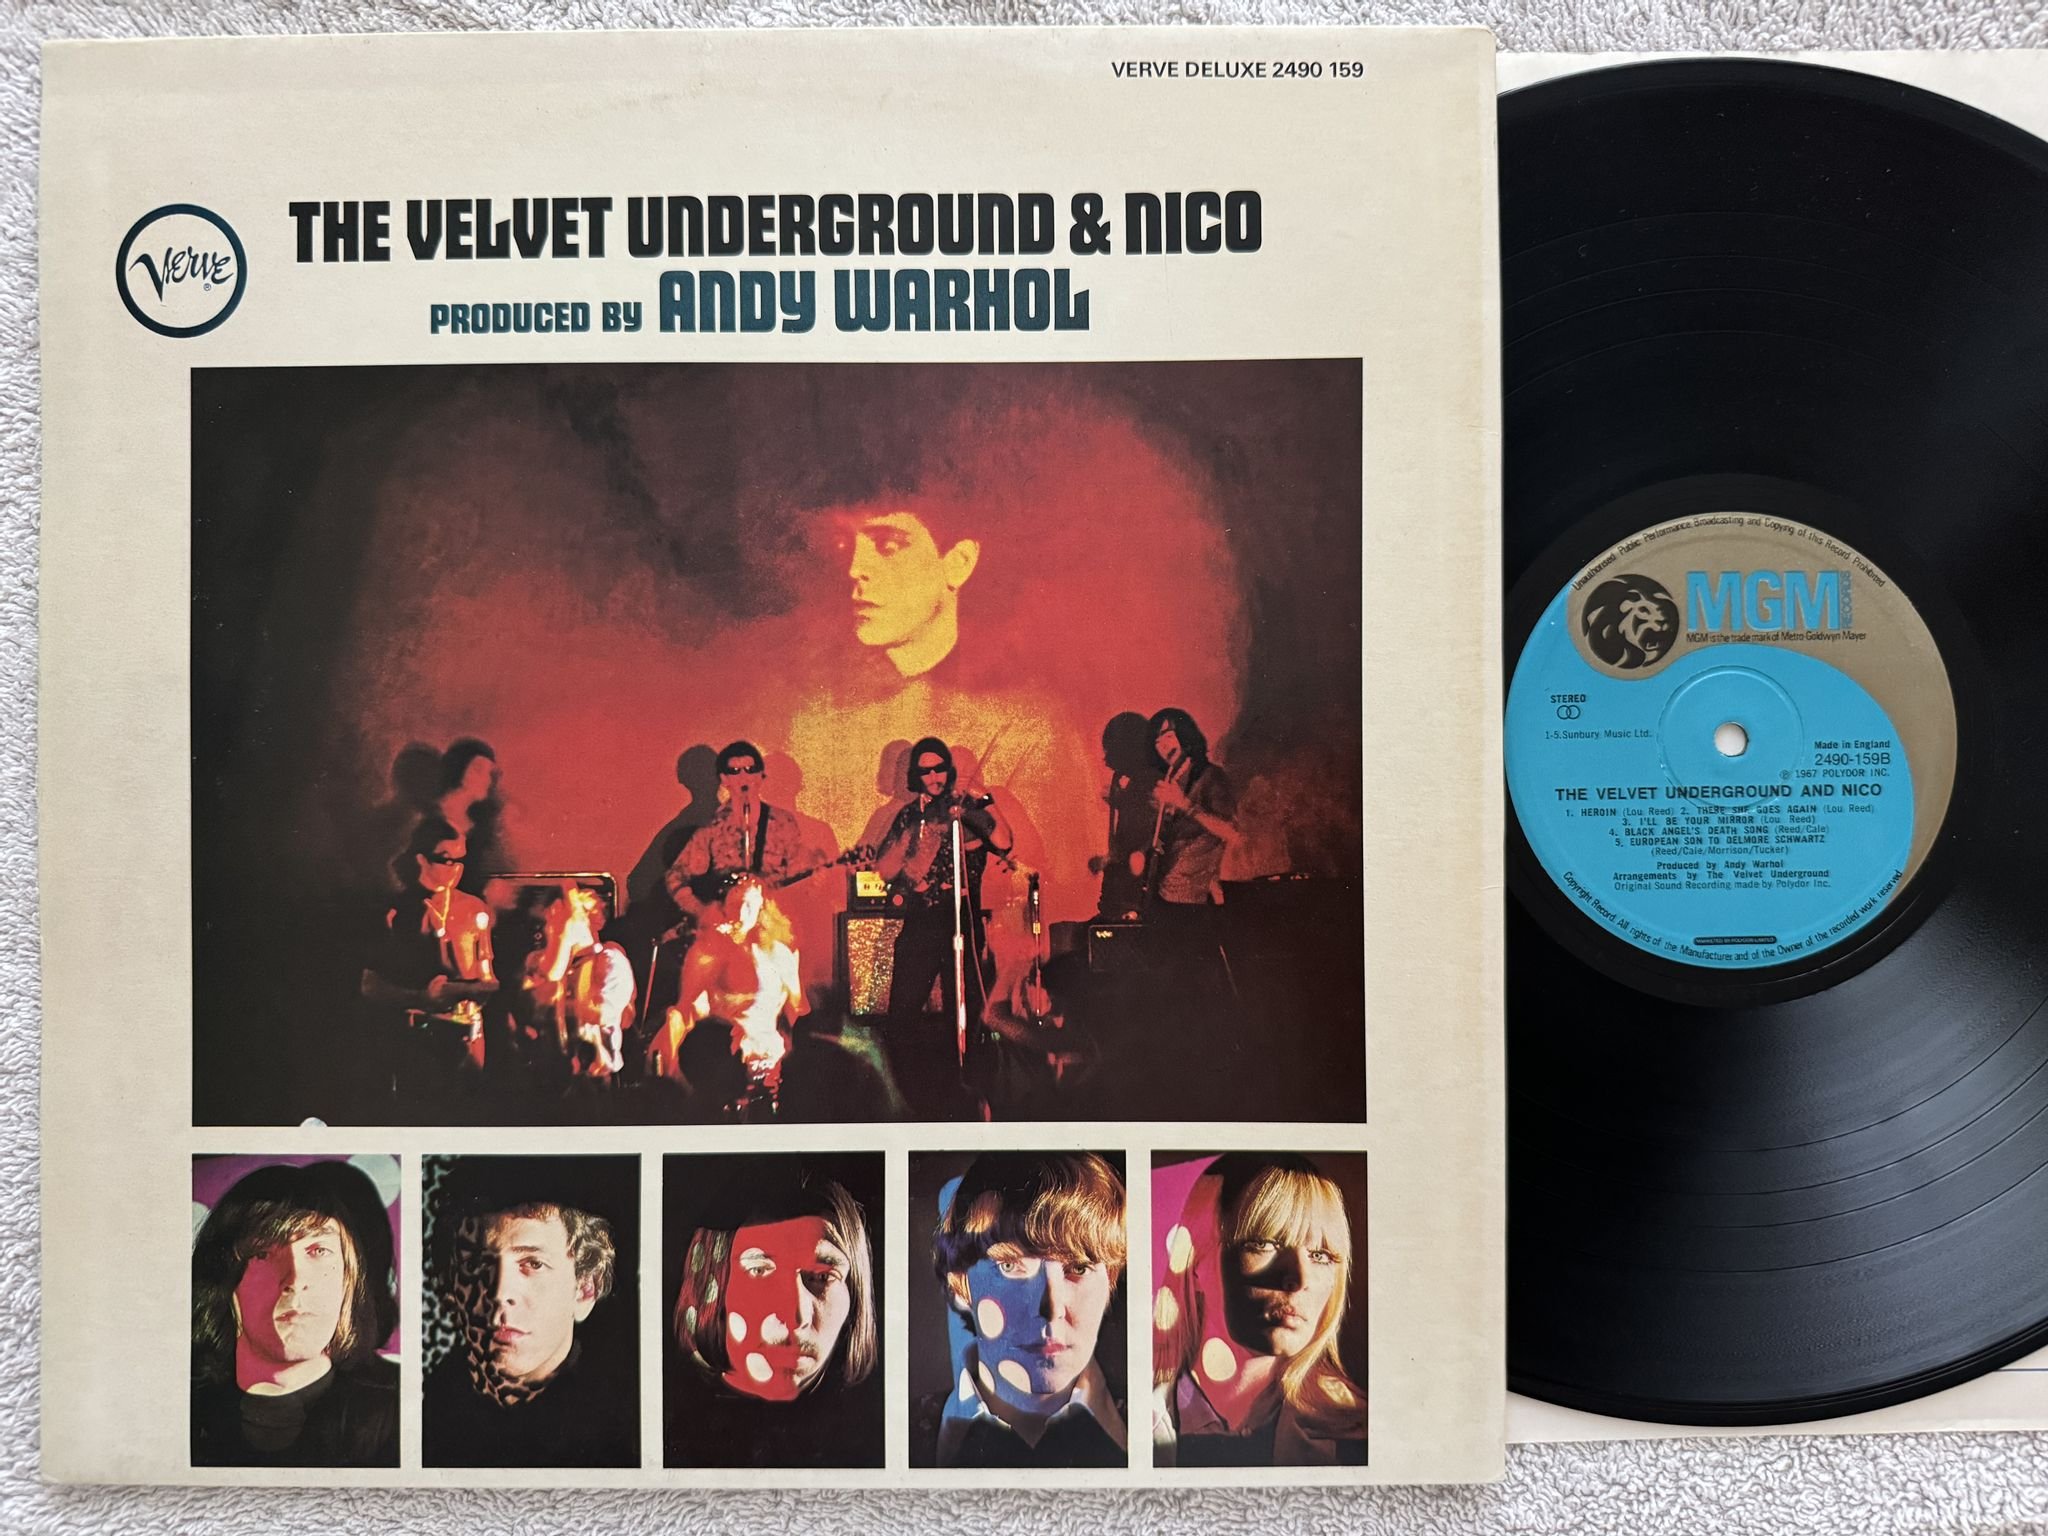 VERVE DELUXE 2490 159
Verve ®
THE VELVET UNDERGROUND & NICO
PRODUCED BY ANDY WARHOL
Unauthorised Public Performance Broadcasting and Copying of this Record Prohibited
MGM RECORDS
MGM is the trade mark of Metro-Goldwyn Mayer
STEREO
1-5. Sunbury Music Ltd.
Made in England
2490-159B
℗ 1967 POLYDOR INC.
THE VELVET UNDERGROUND AND NICO
1. HEROIN (Lou Reed) 2. THERE SHE GOES AGAIN (Lou Reed)
3. I'LL BE YOUR MIRROR (Lou Reed)
4. BLACK ANGEL'S DEATH SONG (Reed/Cale)
5. EUROPEAN SON TO DELMORE SCHWARTZ
(Reed/Cale/Morrison/Tucker)
Produced by Andy Warhol
Arrangements by The Velvet Underground
Original Sound Recording made by Polydor Inc.
MARKETED BY POLYDOR LIMITED
Copyright Record. All rights of the Manufacturer and of the Owner of the recorded work reserved